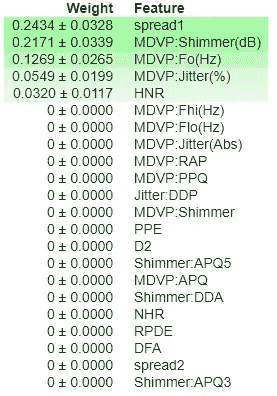 Weight Feature
0.2434 ± 0.0328 spread1
0.2171 ± 0.0339 MDVP:Shimmer(dB)
0.1269 ± 0.0265 MDVP:Fo(Hz)
0.0549 ± 0.0199 MDVP:Jitter(%)
0.0320 ± 0.0117 HNR
0 ± 0.0000 MDVP:Fhi(Hz)
0 ± 0.0000 MDVP:Flo(Hz)
0 ± 0.0000 MDVP:Jitter(Abs)
0 ± 0.0000 MDVP:RAP
0 ± 0.0000 MDVP:PPQ
0 ± 0.0000 Jitter:DDP
0 ± 0.0000 MDVP:Shimmer
0 ± 0.0000 PPE
0 ± 0.0000 D2
0 ± 0.0000 Shimmer:APQ5
0 ± 0.0000 MDVP:APQ
0 ± 0.0000 Shimmer:DDA
0 ± 0.0000 NHR
0 ± 0.0000 RPDE
0 ± 0.0000 DFA
0 ± 0.0000 spread2
0 ± 0.0000 Shimmer:APQ3